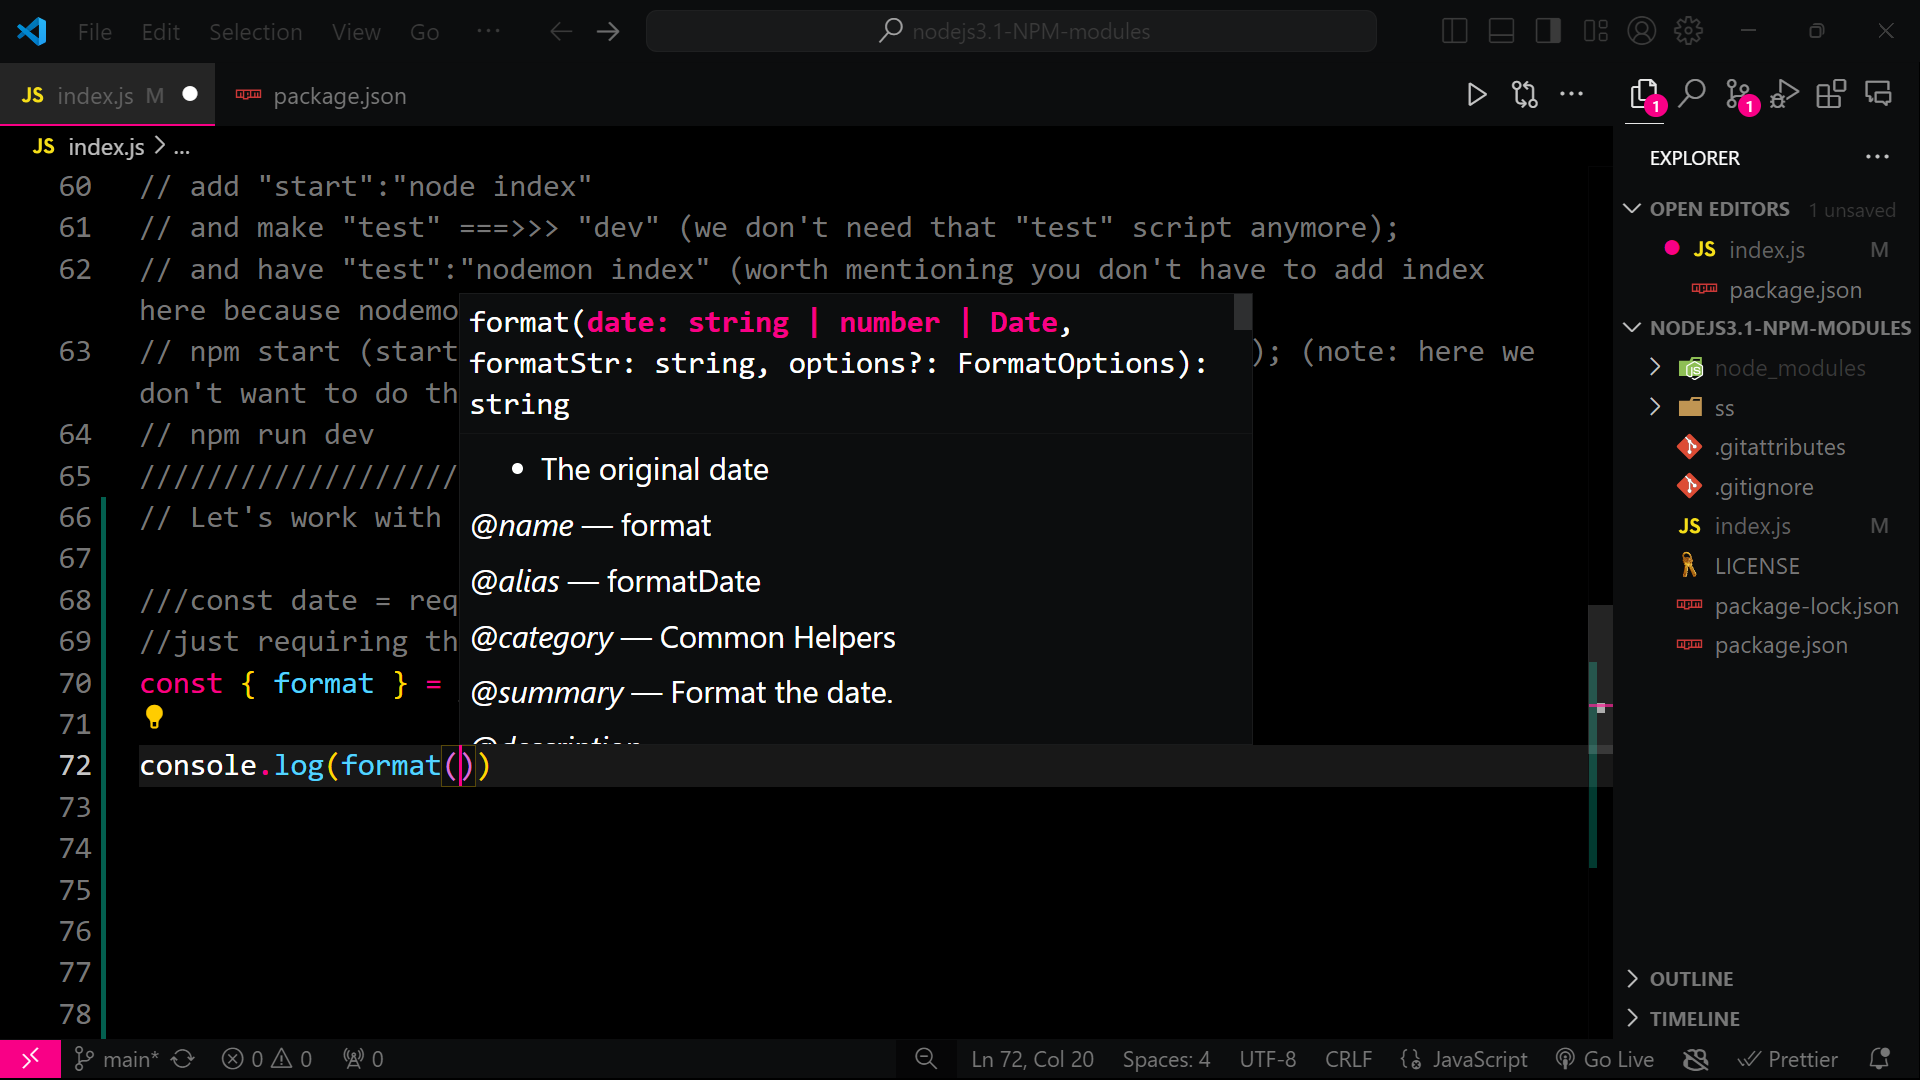 File Edit Selection View Go ... nodejs3.1-NPM-modules
JS index.js M package.json
JS index.js > ...
60 // add "start":"node index"
61 // and make "test" ===>>> "dev" (we don't need that "test" script anymore);
62 // and have "test":"nodemon index" (worth mentioning you don't have to add index
here because nodemo
63 // npm start (start ); (note: here we
don't want to do th
64 // npm run dev
65 ///////////////////
66 // Let's work with
67
68 ///const date = req
69 //just requiring th
70 const { format } =
71
72 console.log(format())
73
74
75
76
77
78
format(date: string | number | Date,
formatStr: string, options?: FormatOptions):
string
• The original date
@name — format
@alias — formatDate
@category — Common Helpers
@summary — Format the date.
@description
1
1
EXPLORER ...
OPEN EDITORS 1 unsaved
JS index.js M
package.json
NODEJS3.1-NPM-MODULES
node_modules
ss
.gitattributes
.gitignore
JS index.js M
LICENSE
package-lock.json
package.json
OUTLINE
TIMELINE
main* 0 0 0 Ln 72, Col 20 Spaces: 4 UTF-8 CRLF JavaScript Go Live Prettier